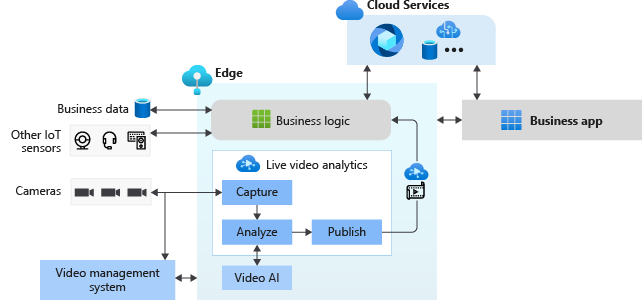 Cloud Services
Edge
Business data
Business logic
Business app
Other IoT
sensors
Live video analytics
Cameras
Capture
Analyze
Publish
Video management
system
Video AI